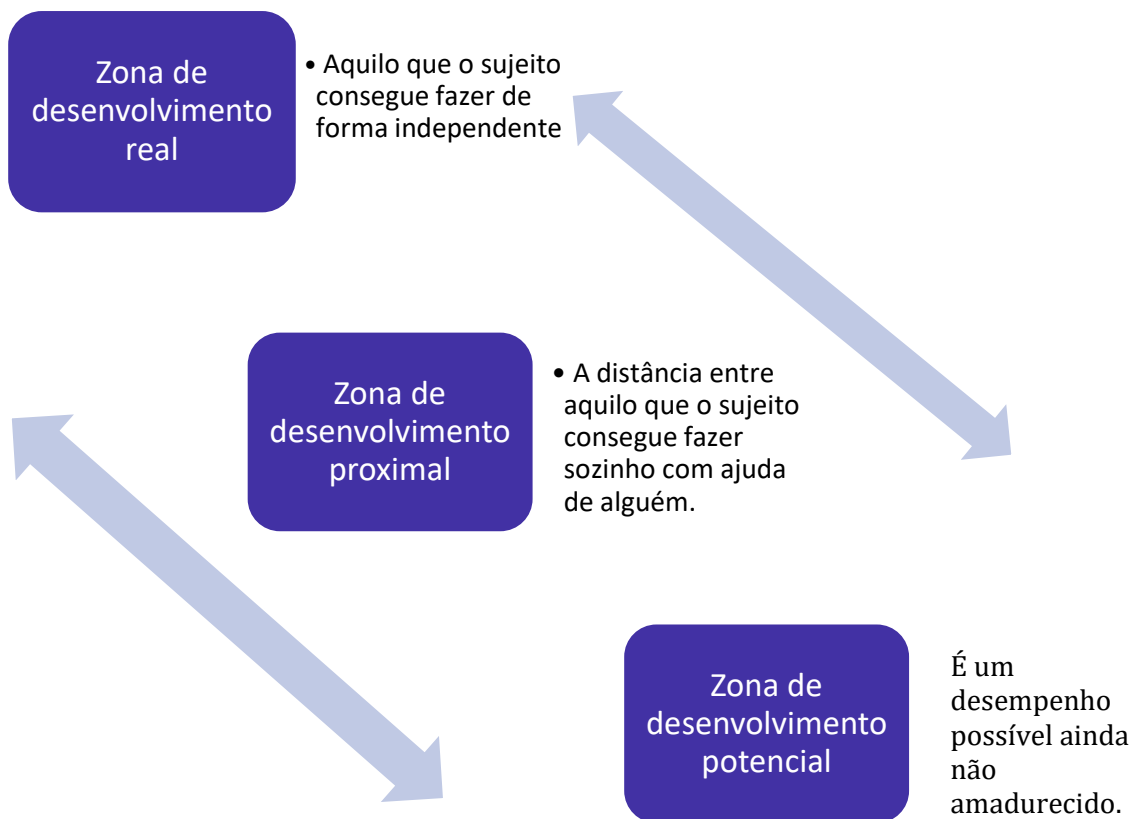 Zona de
desenvolvimento
real
• Aquilo que o sujeito
consegue fazer de
forma independente
Zona de
desenvolvimento
proximal
• A distância entre
aquilo que o sujeito
consegue fazer
sozinho com ajuda
de alguém.
Zona de
desenvolvimento
potencial
É um
desempenho
possível ainda
não
amadurecido.